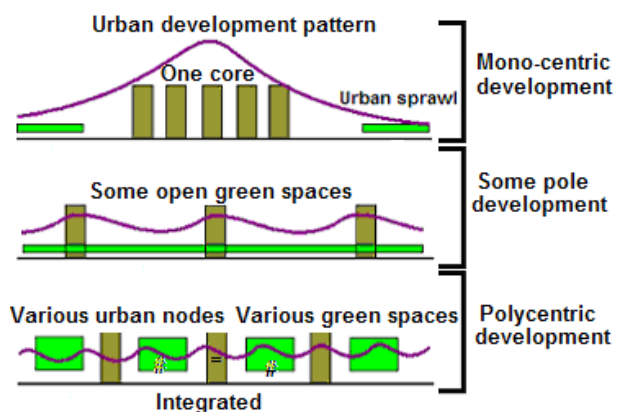 Urban development pattern
One core
Urban sprawl
Mono-centric
development
Some open green spaces
Some pole
development
Various urban nodes
Various green spaces
Polycentric
development
# = #
Integrated